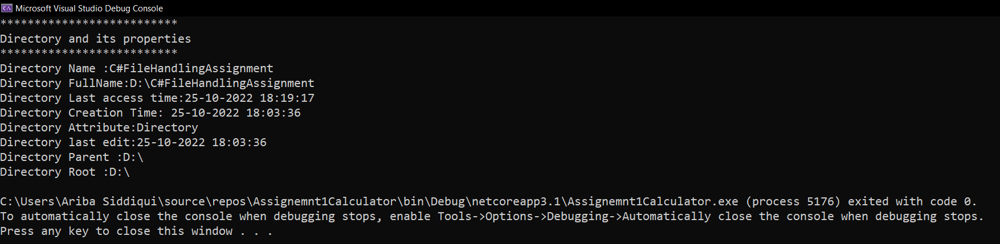 Microsoft Visual Studio Debug Console
**************************
Directory and its properties
**************************
Directory Name :C#FileHandlingAssignment
Directory FullName:D:\C#FileHandlingAssignment
Directory Last access time:25-10-2022 18:19:17
Directory Creation Time: 25-10-2022 18:03:36
Directory Attribute:Directory
Directory last edit:25-10-2022 18:03:36
Directory Parent :D:\
Directory Root :D:\
C:\Users\Ariba Siddiqui\source\repos\Assignemnt1Calculator\bin\Debug\netcoreapp3.1\Assignemnt1Calculator.exe (process 5176) exited with code 0.
To automatically close the console when debugging stops, enable Tools->Options->Debugging->Automatically close the console when debugging stops.
Press any key to close this window . . .